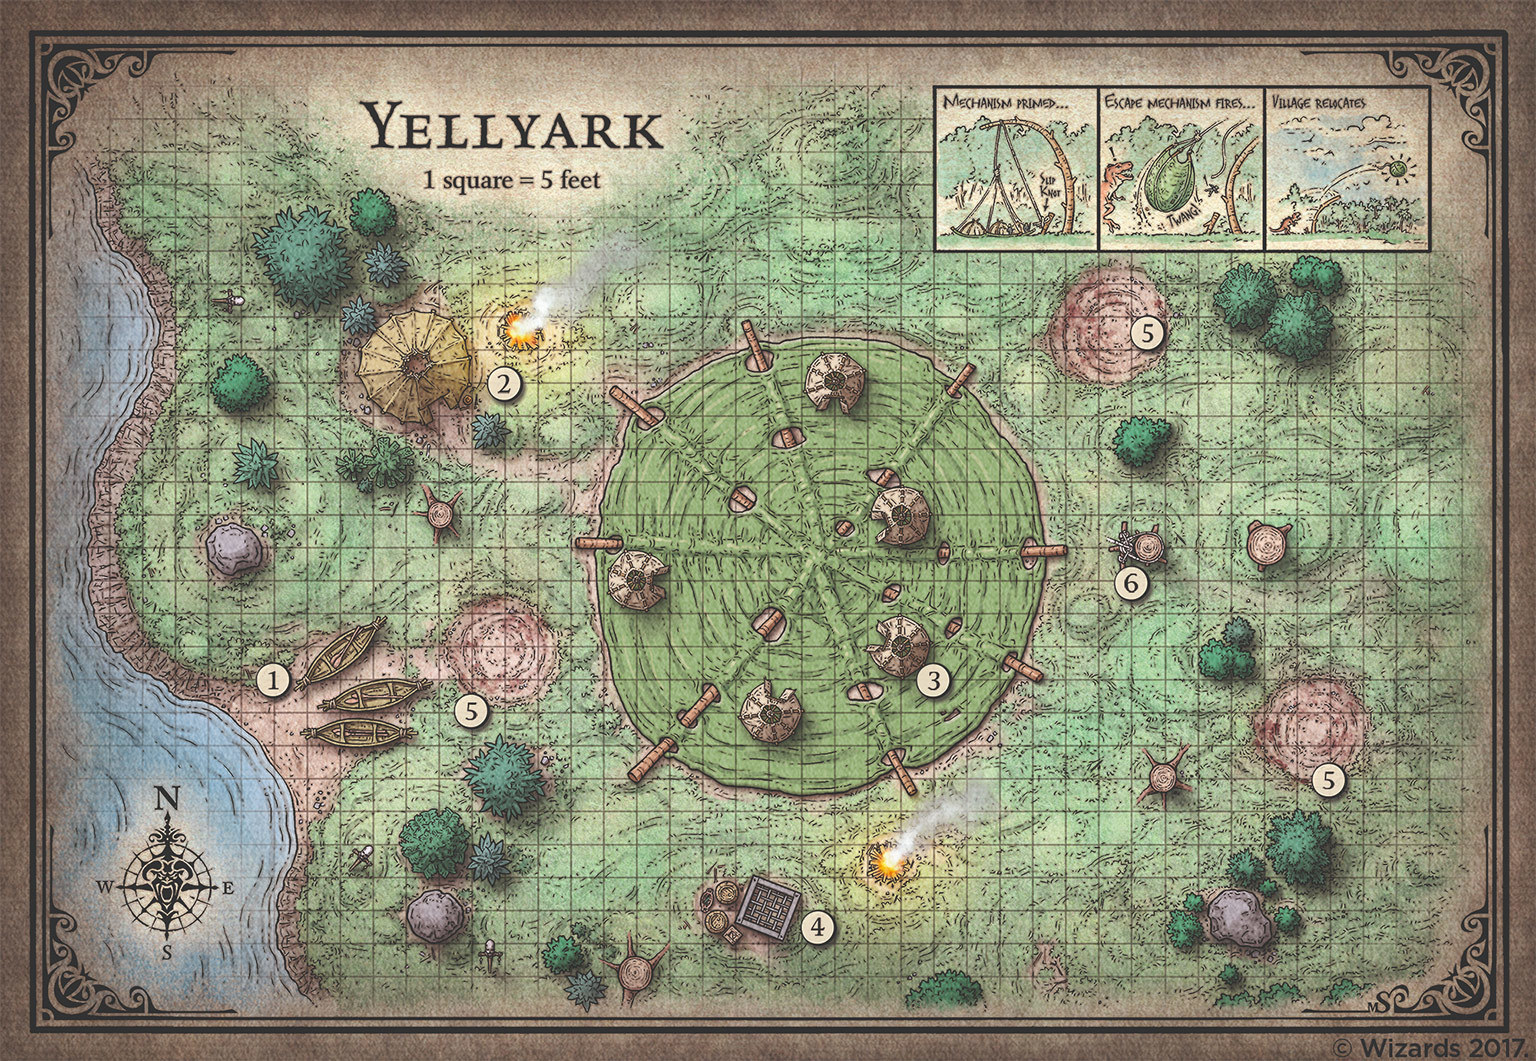 YELLYARK
1 square = 5 feet
MECHANISM PRIMED...
SLIP
KNOT
ESCAPE MECHANISM FIRES...
!
TWANG!
VILLAGE RELOCATES
5
2
6
1
3
5
5
4
N
W
E
S
MS
© Wizards 2017